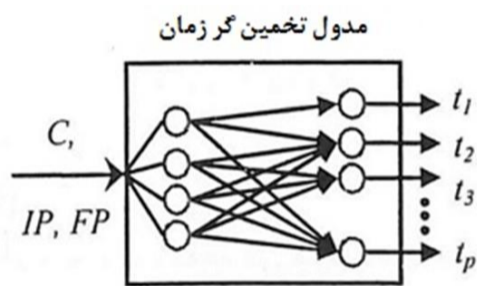 مدول تخمین گر زمان
C,
IP, FP
t1
t2
t3
tp